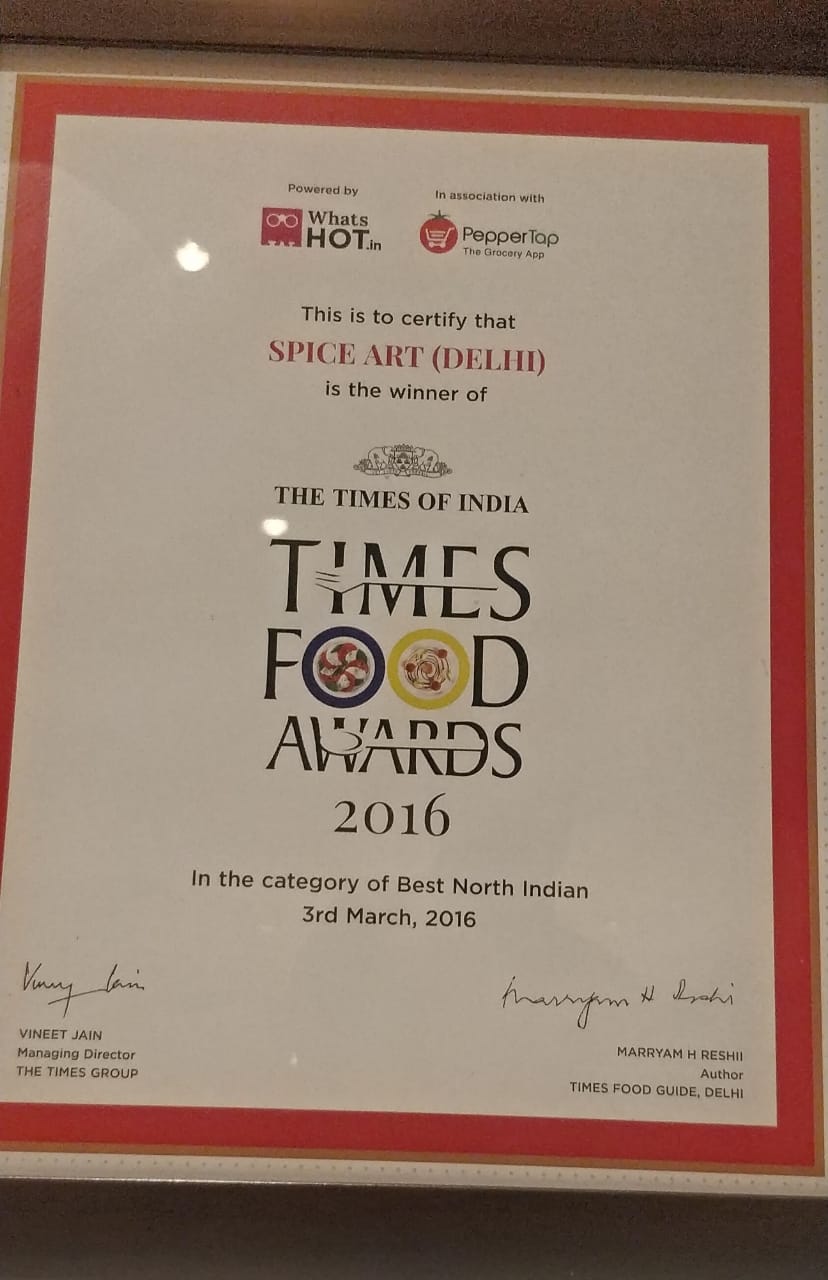 Powered by
Whats
HOT.in
In association with
PepperTap
The Grocery App
This is to certify that
SPICE ART (DELHI)
is the winner of
THE TIMES OF INDIA
TIMES
FOOD
AWARDS
2016
In the category of Best North Indian
3rd March, 2016
Vineet Jain
VINEET JAIN
Managing Director
THE TIMES GROUP
Marryam H Reshii
MARRYAM H RESHII
Author
TIMES FOOD GUIDE, DELHI